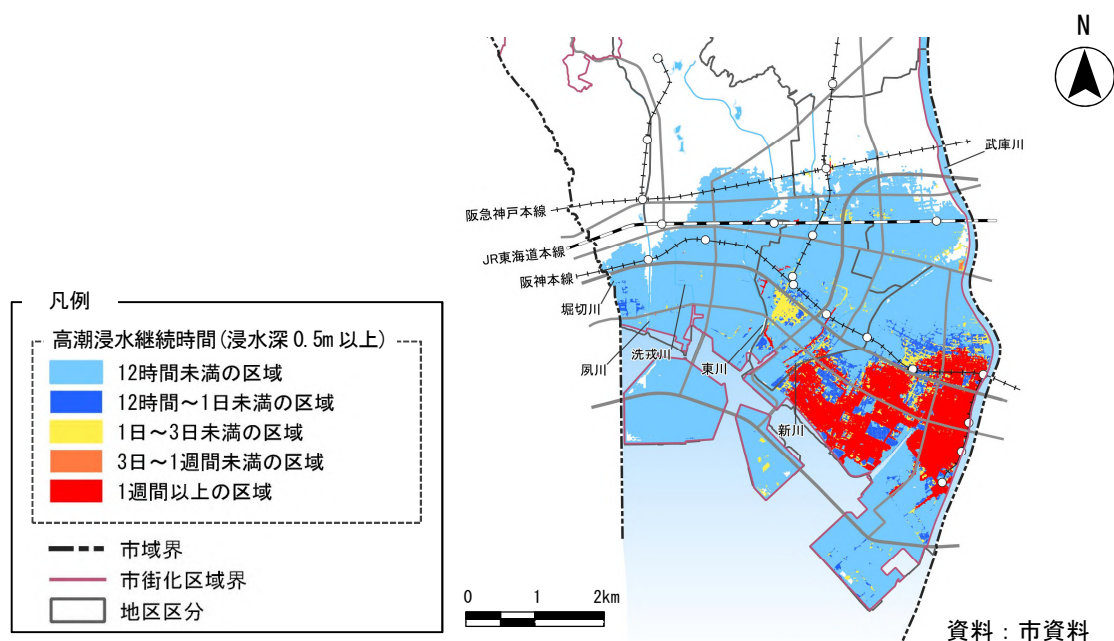 N
武庫川
阪急神戸本線
JR東海道本線
阪神本線
堀切川
夙川
洗戎川
東川
新川
凡例
高潮浸水継続時間(浸水深0.5m以上)
12時間未満の区域
12時間～1日未満の区域
1日～3日未満の区域
3日～1週間未満の区域
1週間以上の区域
市域界
市街化区域界
地区区分
0 1 2km
資料：市資料